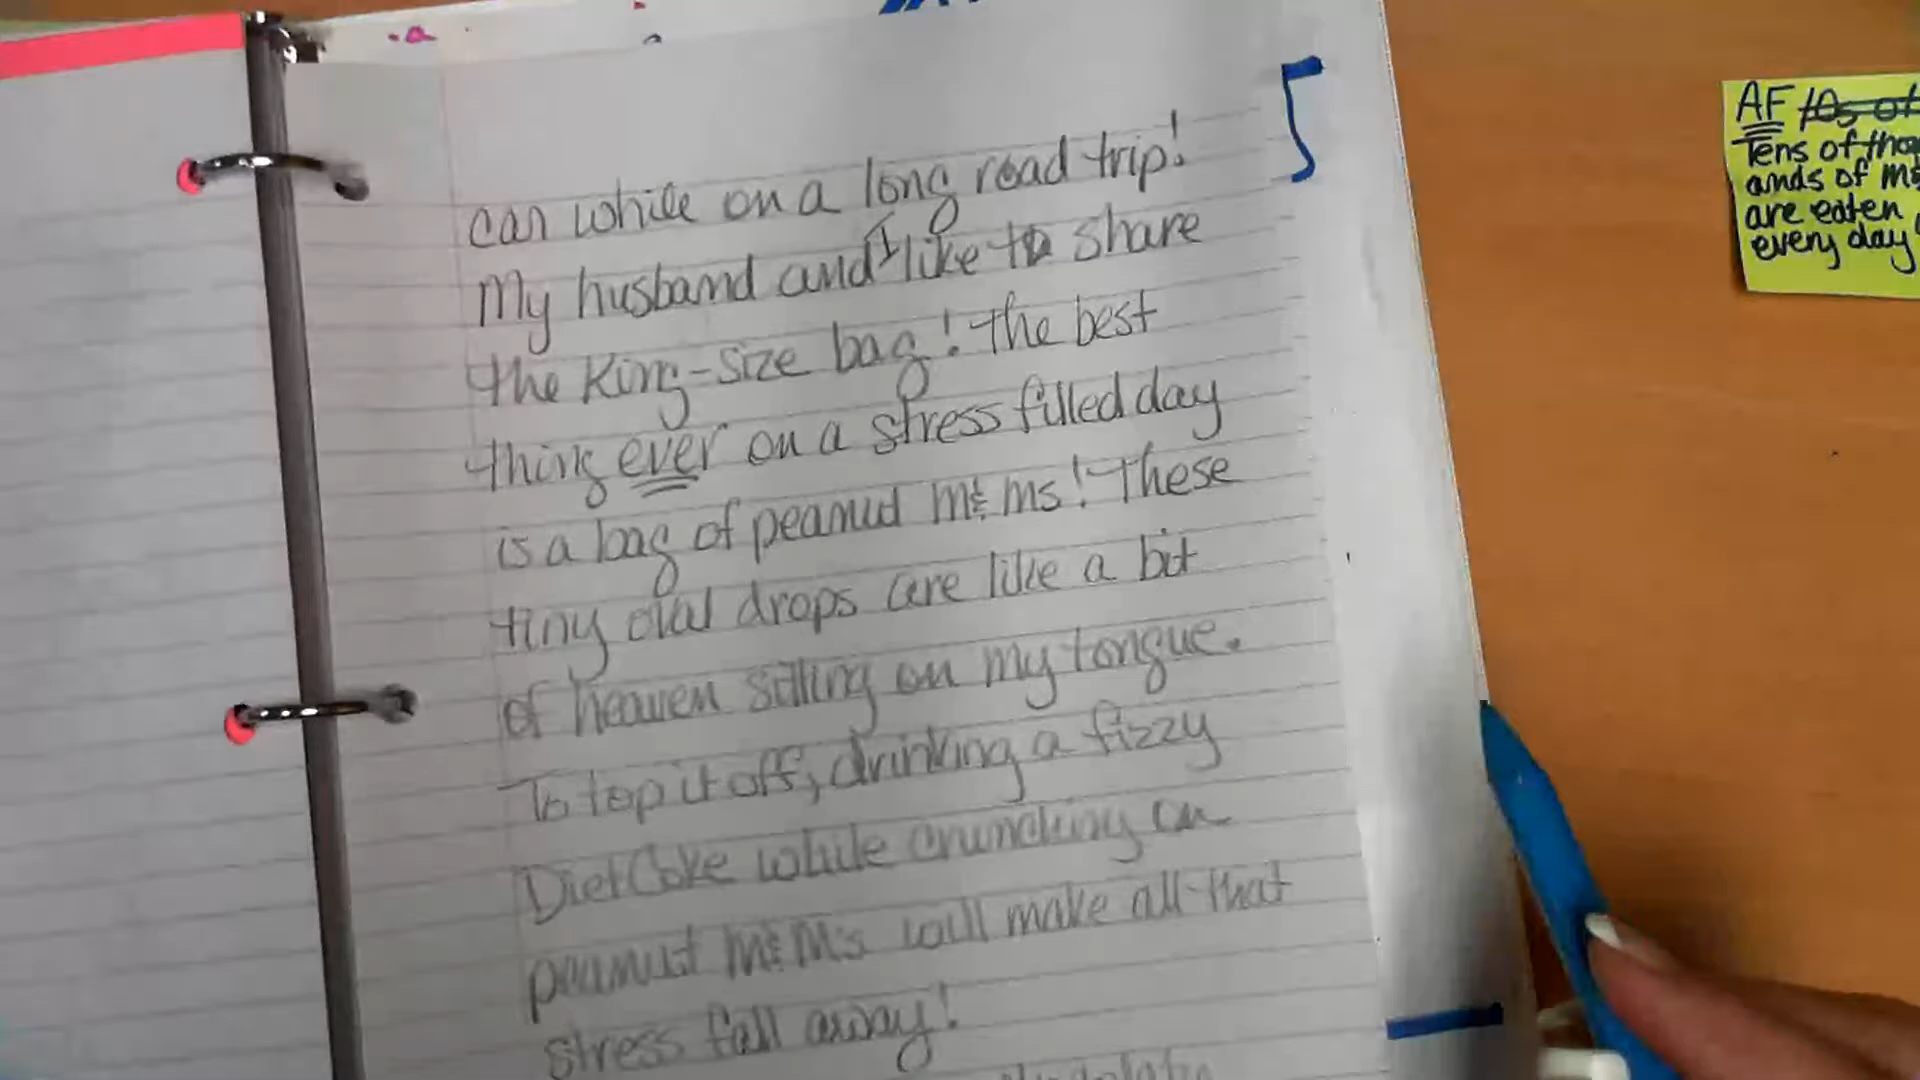 can while on a long road trip!
My husband and I like to share
the King-size bag! The best
thing ever on a stress filled day
is a bag of peanut m&ms! These
tiny oval drops are like a bit
of heaven sitting on my tongue.
To top it off, drinking a fizzy
Diet Coke while crunching on
peanut M&M's will make all that
stress fall away!
AF 10s of
Tens of thou
ands of m&
are eaten
every day